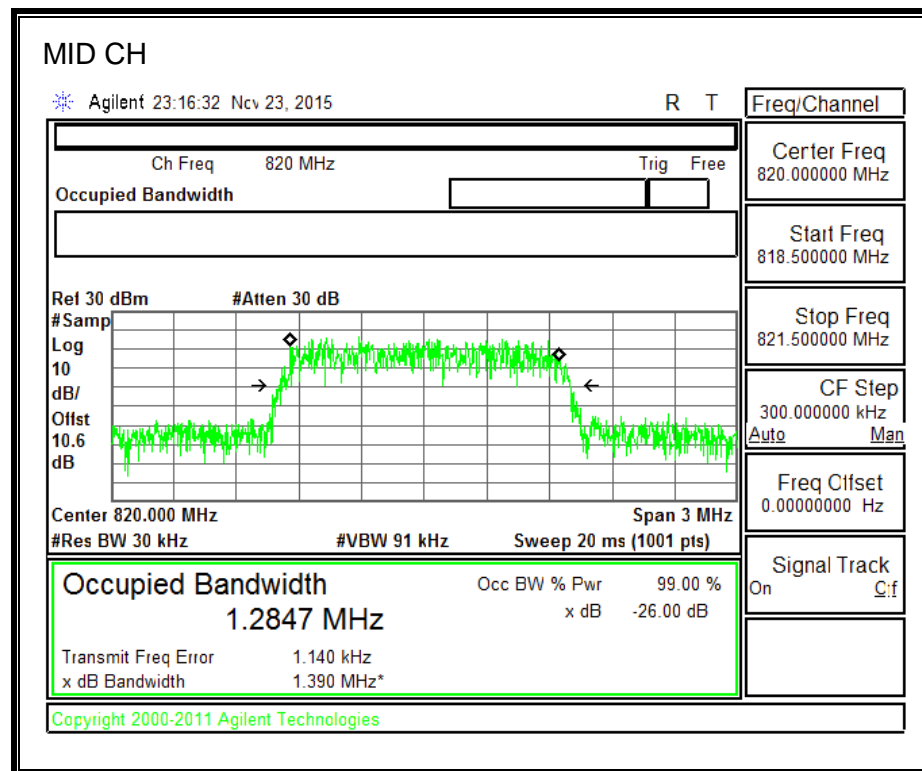 MID CH
Agilent 23:16:32 Nov 23, 2015 R T
Freq/Channel
Ch Freq 820 MHz Trig Free
Occupied Bandwidth
Center Freq
820.000000 MHz
Start Freq
818.500000 MHz
Stop Freq
821.500000 MHz
CF Step
300.000000 kHz
Auto Man
Freq Offset
0.00000000 Hz
Signal Track
On Off
Ref 30 dBm #Atten 30 dB
#Samp
Log
10
dB/
Offst
10.6
dB
Center 820.000 MHz Span 3 MHz
#Res BW 30 kHz #VBW 91 kHz Sweep 20 ms (1001 pts)
Occupied Bandwidth Occ BW % Pwr 99.00 %
1.2847 MHz x dB -26.00 dB
Transmit Freq Error 1.140 kHz
x dB Bandwidth 1.390 MHz*
Copyright 2000-2011 Agilent Technologies